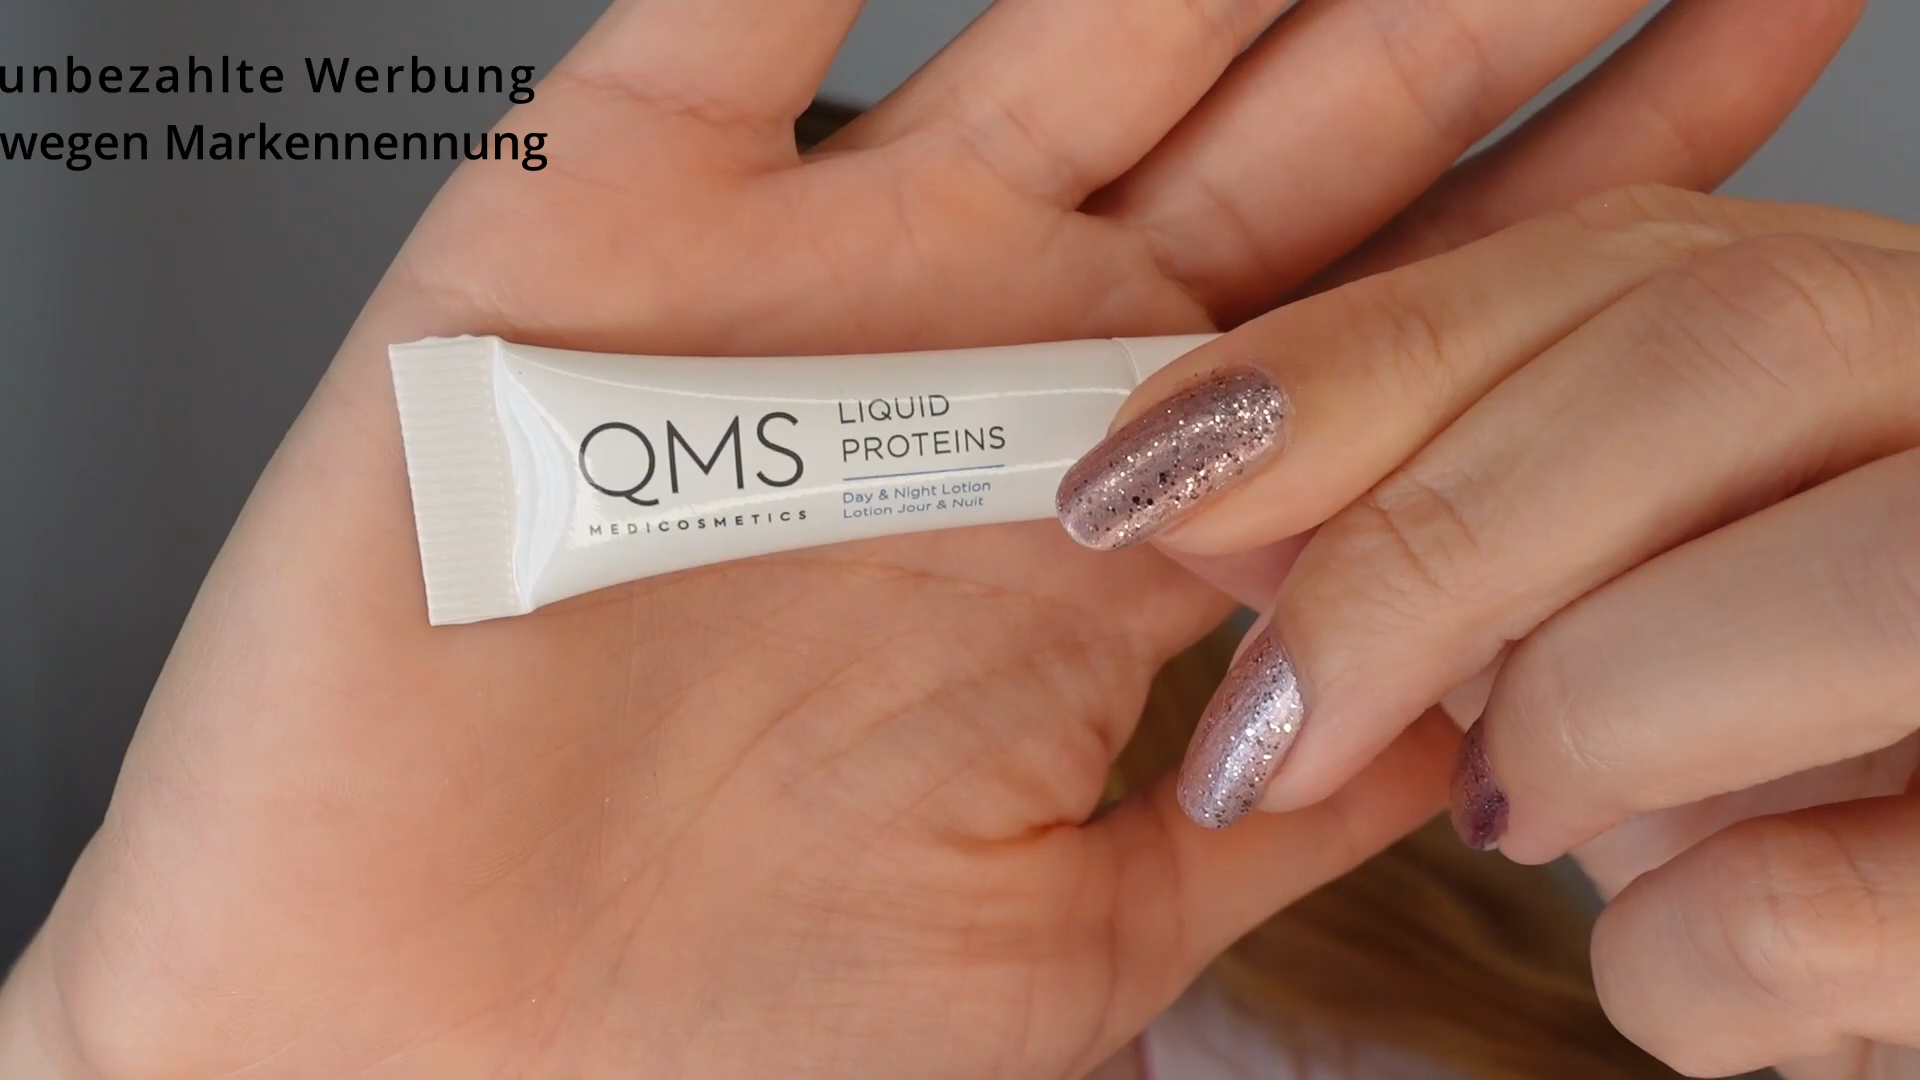 unbezahlte Werbung
wegen Markennennung
QMS
MEDICOSMETICS
LIQUID
PROTEINS
Day & Night Lotion
Lotion Jour & Nuit